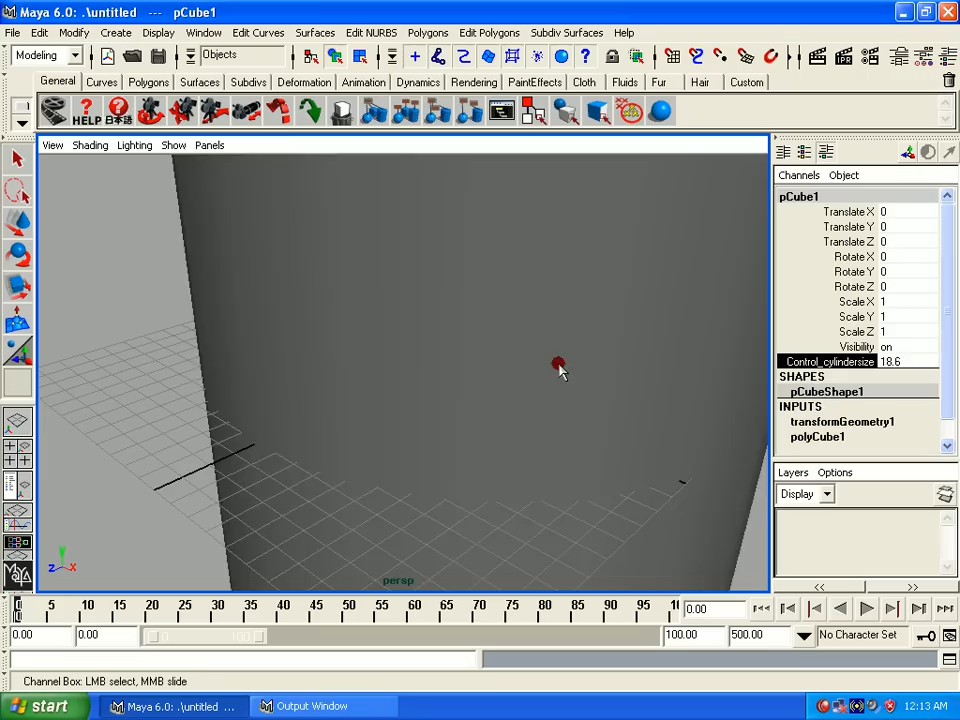 Maya 6.0: .\untitled --- pCube1
File Edit Modify Create Display Window Edit Curves Surfaces Edit NURBS Polygons Edit Polygons Subdiv Surfaces Help
Modeling Objects
General Curves Polygons Surfaces Subdivs Deformation Animation Dynamics Rendering PaintEffects Cloth Fluids Fur Hair Custom
HELP 日本語
View Shading Lighting Show Panels
Channels Object
pCube1
Translate X 0
Translate Y 0
Translate Z 0
Rotate X 0
Rotate Y 0
Rotate Z 0
Scale X 1
Scale Y 1
Scale Z 1
Visibility on
Control_cylindersize 18.6
SHAPES
pCubeShape1
INPUTS
transformGeometry1
polyCube1
Layers Options
Display
y
z x
persp
MAYA
5 10 15 20 25 30 35 40 45 50 55 60 65 70 75 80 85 90 95 10 0.00
0.00 0.00 0 100 100.00 500.00 No Character Set
Channel Box: LMB select, MMB slide
start Maya 6.0: .\untitled ... Output Window 12:13 AM